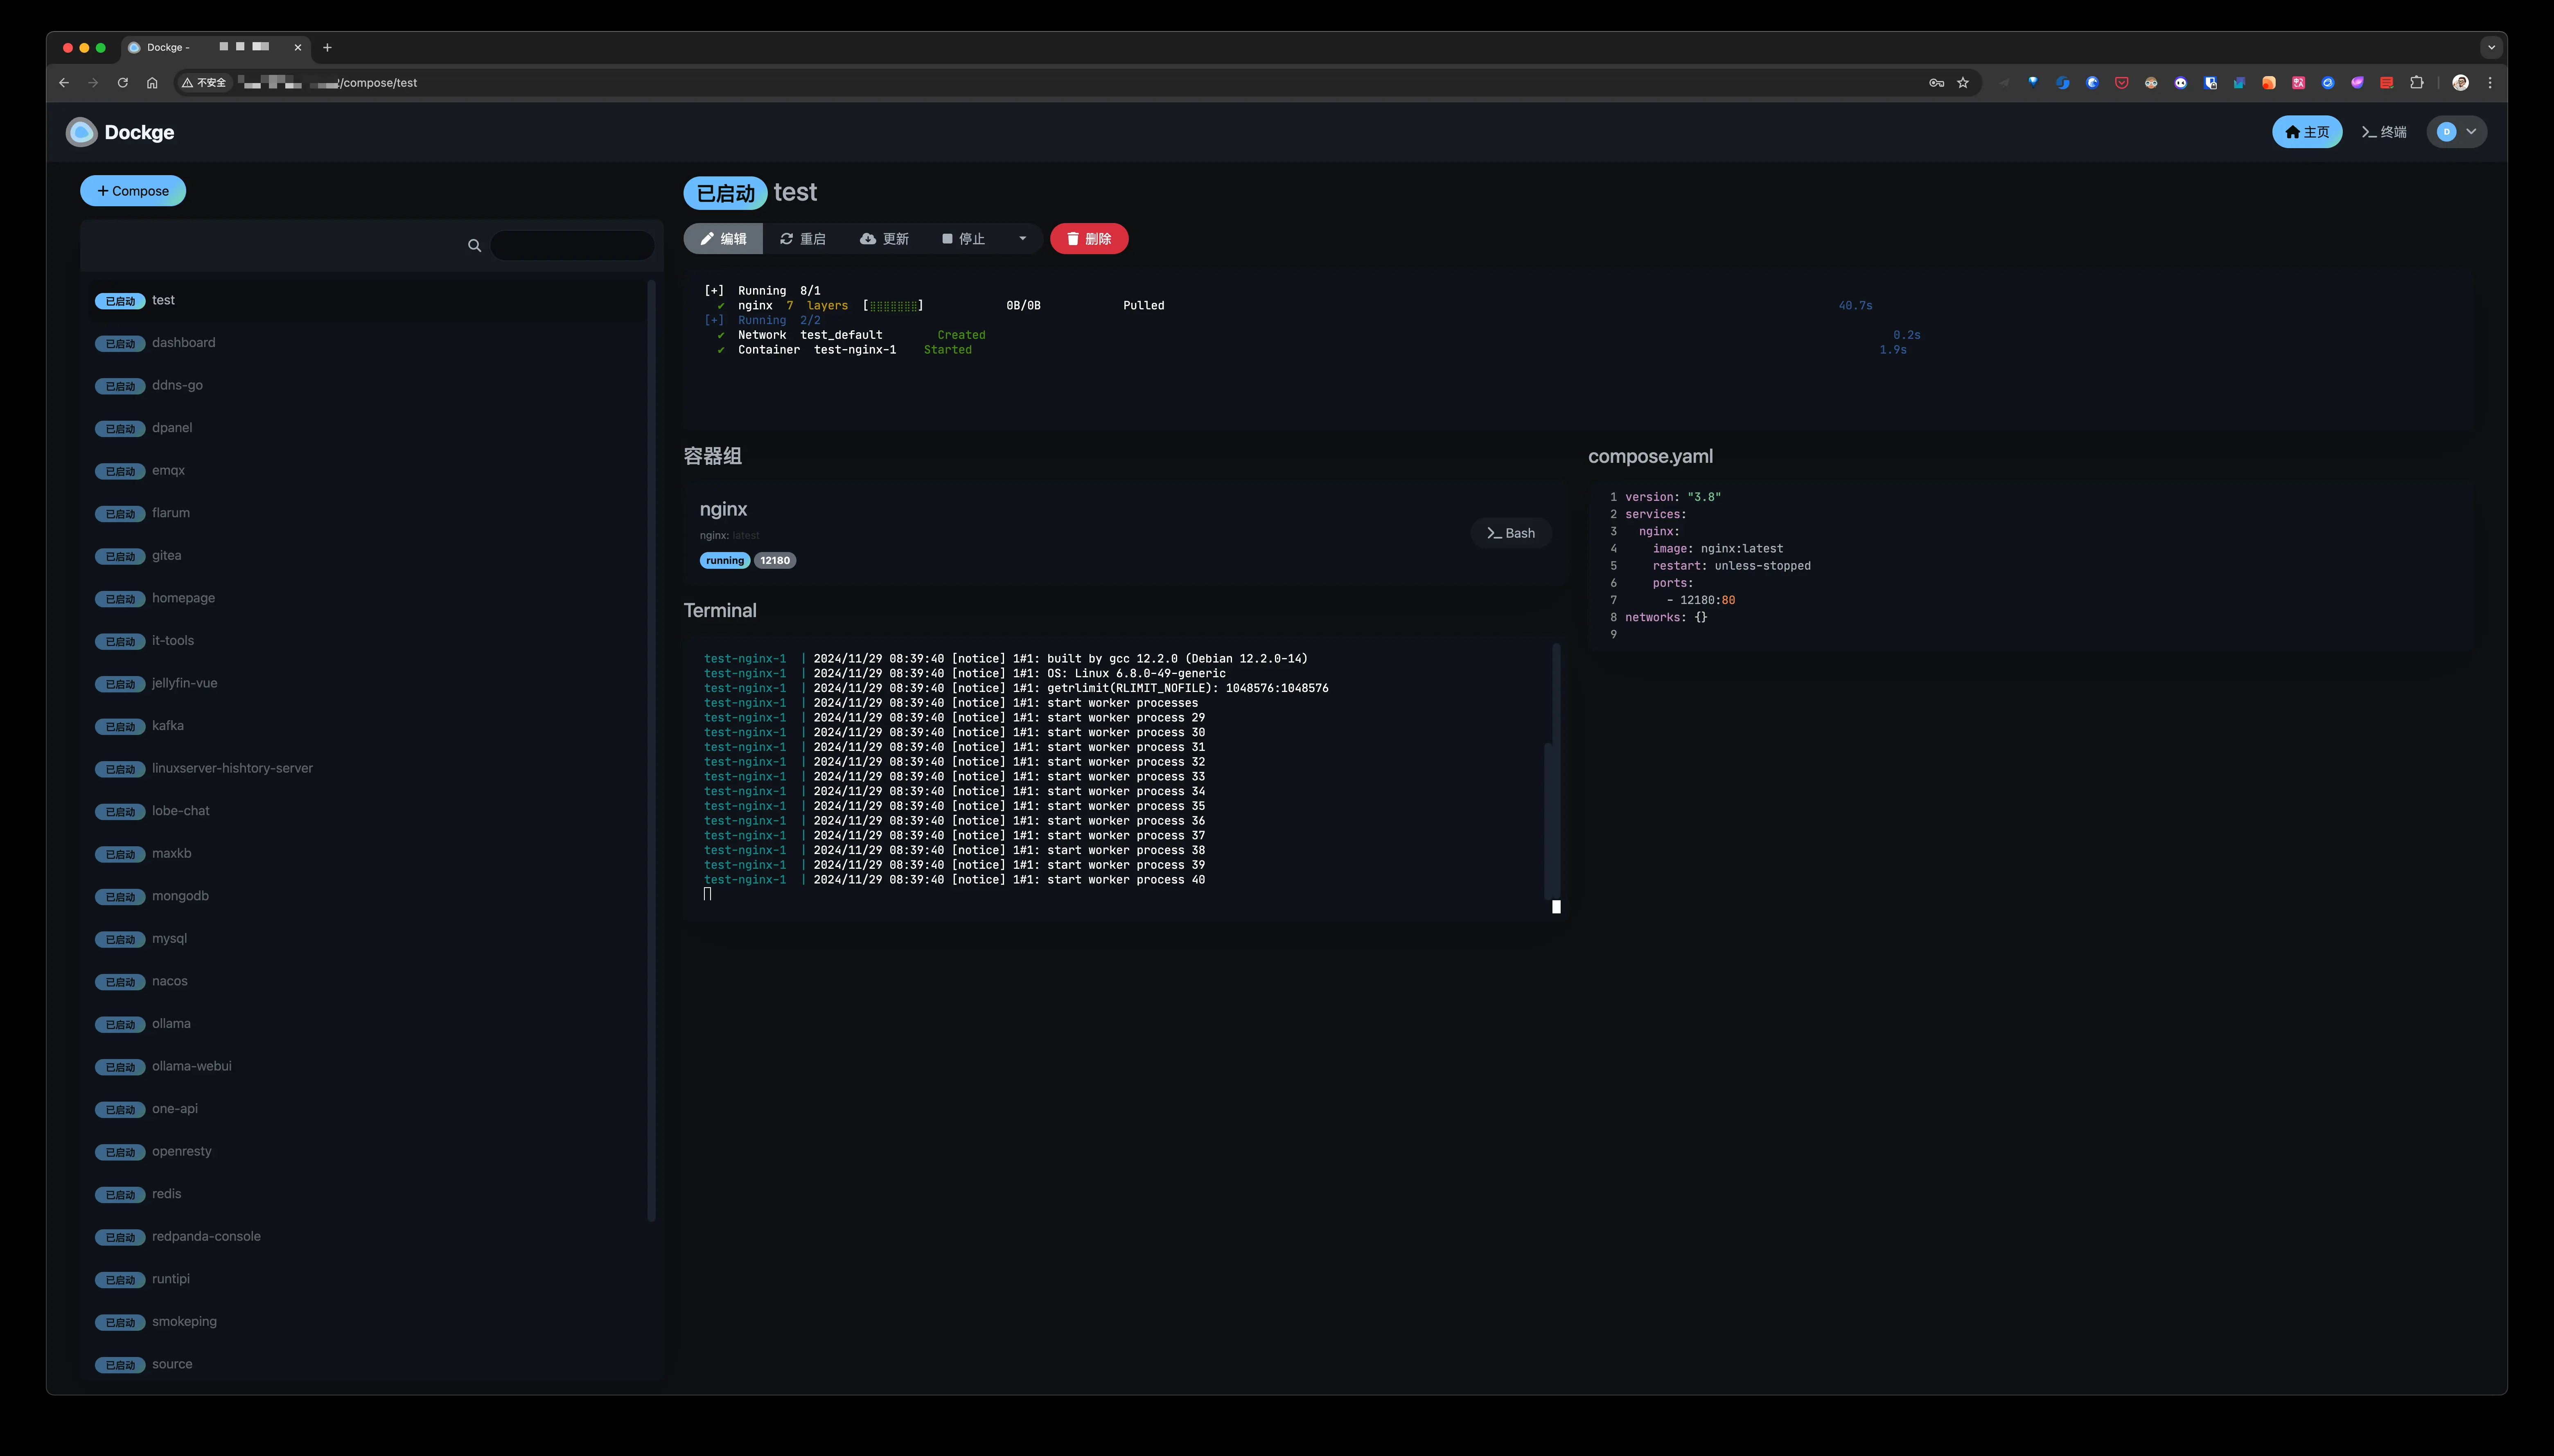 Dockge -
不安全 /compose/test
Dockge
主页 终端 D
+ Compose
已启动 test
已启动 dashboard
已启动 ddns-go
已启动 dpanel
已启动 emqx
已启动 flarum
已启动 gitea
已启动 homepage
已启动 it-tools
已启动 jellyfin-vue
已启动 kafka
已启动 linuxserver-hishtory-server
已启动 lobe-chat
已启动 maxkb
已启动 mongodb
已启动 mysql
已启动 nacos
已启动 ollama
已启动 ollama-webui
已启动 one-api
已启动 openresty
已启动 redis
已启动 redpanda-console
已启动 runtipi
已启动 smokeping
已启动 source
已启动 test
编辑 重启 更新 停止 删除
[+] Running 8/1
✔ nginx 7 layers [⣿⣿⣿⣿⣿⣿⣿] 0B/0B Pulled 40.7s
[+] Running 2/2
✔ Network test_default Created 0.2s
✔ Container test-nginx-1 Started 1.9s
容器组
nginx
nginx: latest
running 12180
>_ Bash
Terminal
test-nginx-1 | 2024/11/29 08:39:40 [notice] 1#1: built by gcc 12.2.0 (Debian 12.2.0-14)
test-nginx-1 | 2024/11/29 08:39:40 [notice] 1#1: OS: Linux 6.8.0-49-generic
test-nginx-1 | 2024/11/29 08:39:40 [notice] 1#1: getrlimit(RLIMIT_NOFILE): 1048576:1048576
test-nginx-1 | 2024/11/29 08:39:40 [notice] 1#1: start worker processes
test-nginx-1 | 2024/11/29 08:39:40 [notice] 1#1: start worker process 29
test-nginx-1 | 2024/11/29 08:39:40 [notice] 1#1: start worker process 30
test-nginx-1 | 2024/11/29 08:39:40 [notice] 1#1: start worker process 31
test-nginx-1 | 2024/11/29 08:39:40 [notice] 1#1: start worker process 32
test-nginx-1 | 2024/11/29 08:39:40 [notice] 1#1: start worker process 33
test-nginx-1 | 2024/11/29 08:39:40 [notice] 1#1: start worker process 34
test-nginx-1 | 2024/11/29 08:39:40 [notice] 1#1: start worker process 35
test-nginx-1 | 2024/11/29 08:39:40 [notice] 1#1: start worker process 36
test-nginx-1 | 2024/11/29 08:39:40 [notice] 1#1: start worker process 37
test-nginx-1 | 2024/11/29 08:39:40 [notice] 1#1: start worker process 38
test-nginx-1 | 2024/11/29 08:39:40 [notice] 1#1: start worker process 39
test-nginx-1 | 2024/11/29 08:39:40 [notice] 1#1: start worker process 40
compose.yaml
1 version: "3.8"
2 services:
3 nginx:
4 image: nginx:latest
5 restart: unless-stopped
6 ports:
7 - 12180:80
8 networks: {}
9